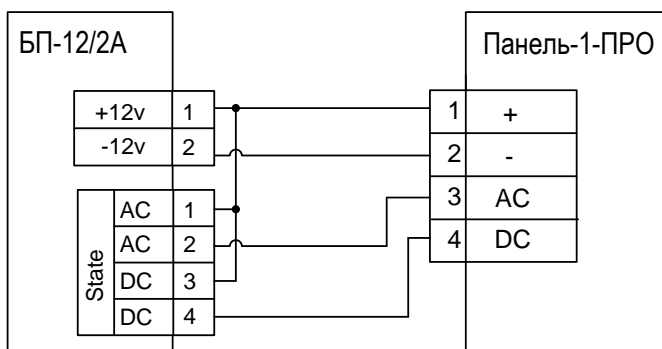 БП-12/2А
Панель-1-ПРО
+12v 1
-12v 2
1 +
2 -
3 AC
4 DC
State
AC 1
AC 2
DC 3
DC 4